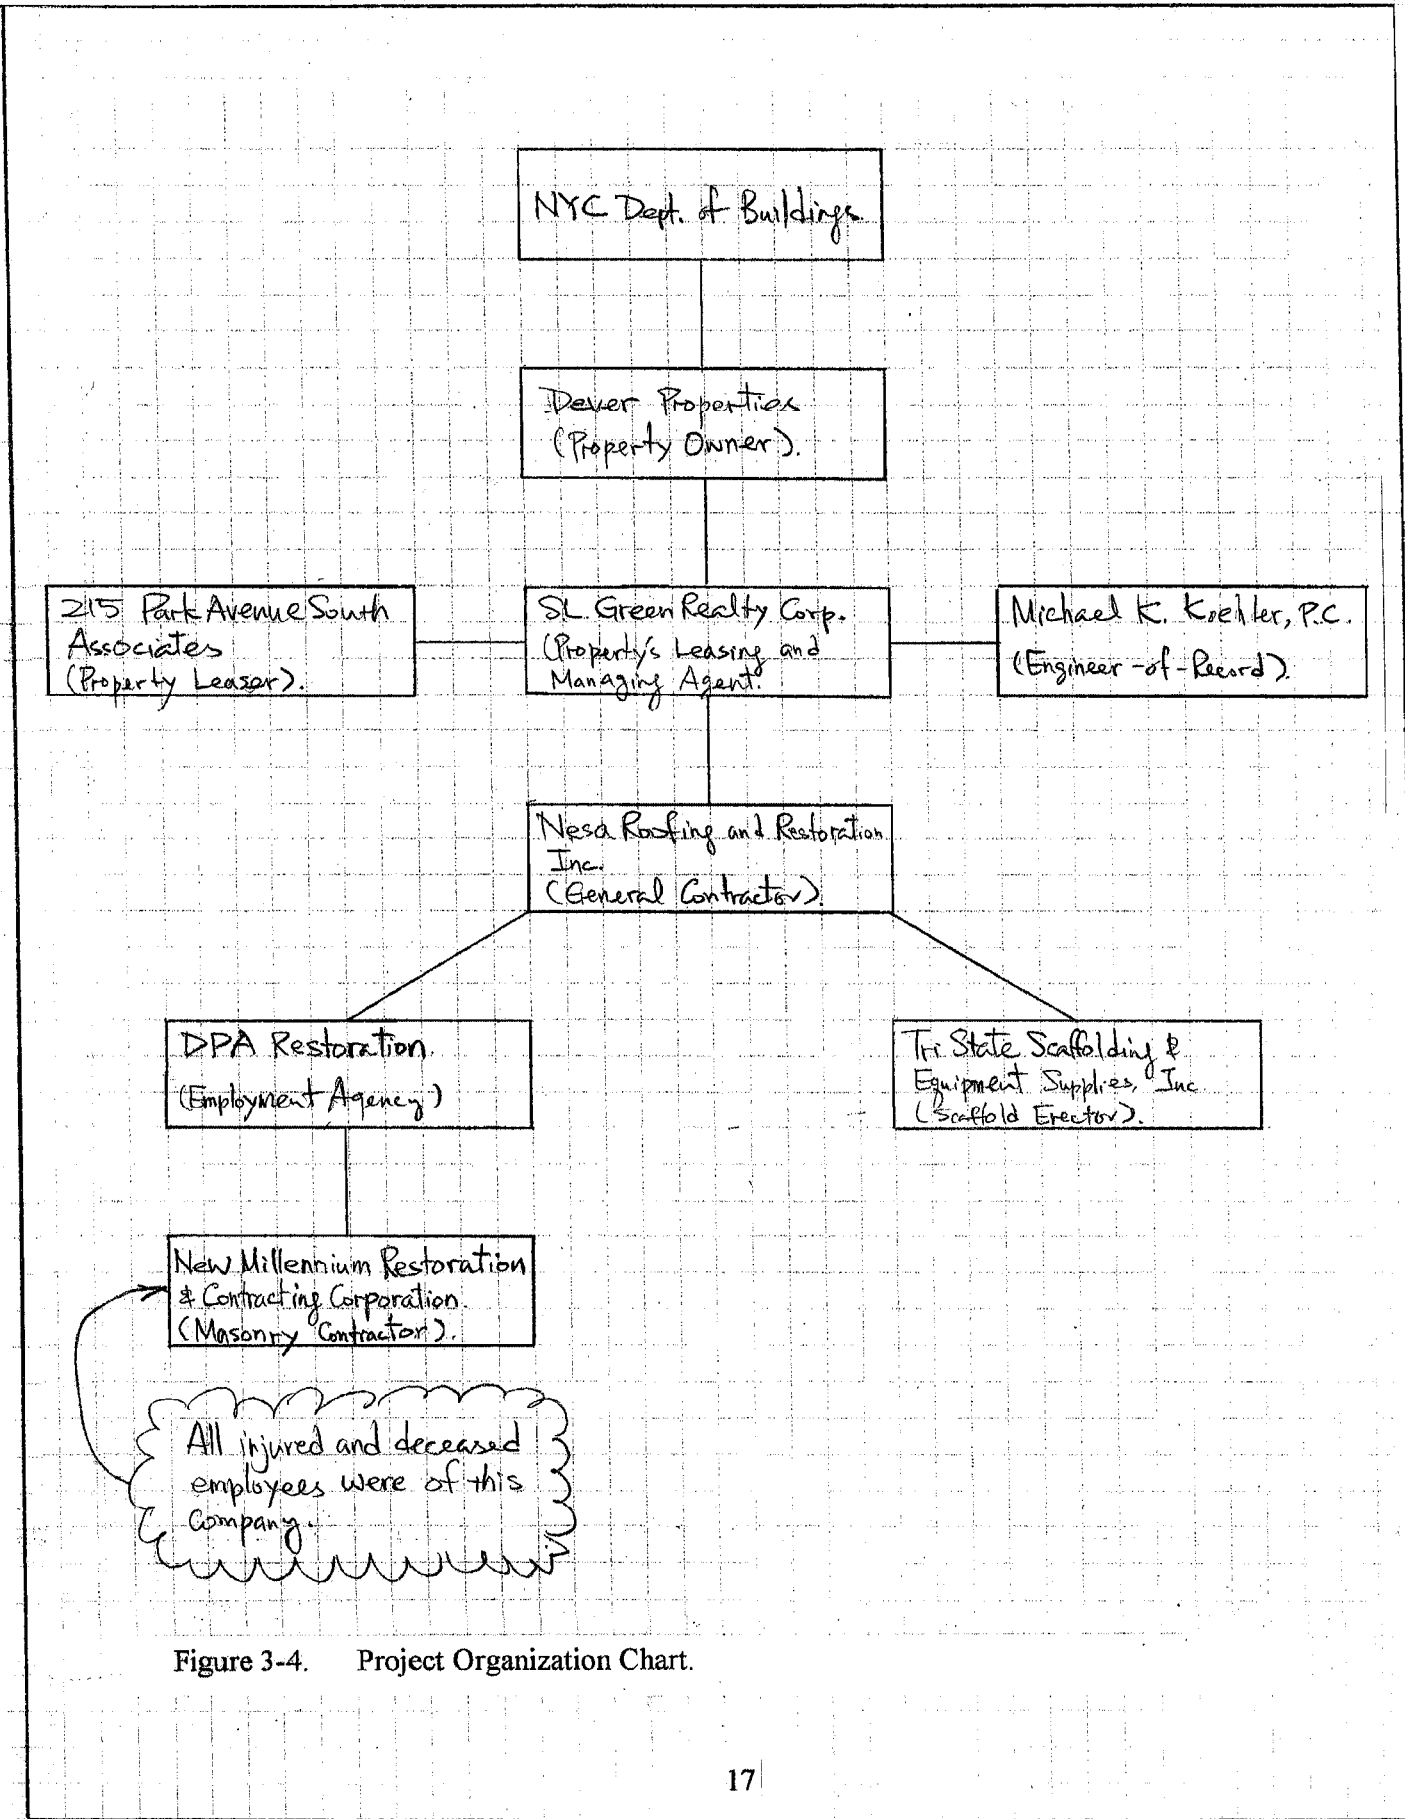 NYC Dept. of Buildings.
Dever Properties
(Property Owner).
215 Park Avenue South
Associates
(Property Leaser).
SL Green Realty Corp.
(Property's Leasing and
Managing Agent.
Michael K. Koehler, P.C.
(Engineer-of-Record).
Nesa Roofing and Restoration
Inc.
(General Contractor).
DPA Restoration.
(Employment Agency)
Tri State Scaffolding &
Equipment Supplies, Inc
(Scaffold Erector).
New Millennium Restoration
& Contracting Corporation.
(Masonry Contractor).
All injured and deceased
employees were of this
Company.
Figure 3-4. Project Organization Chart.
17